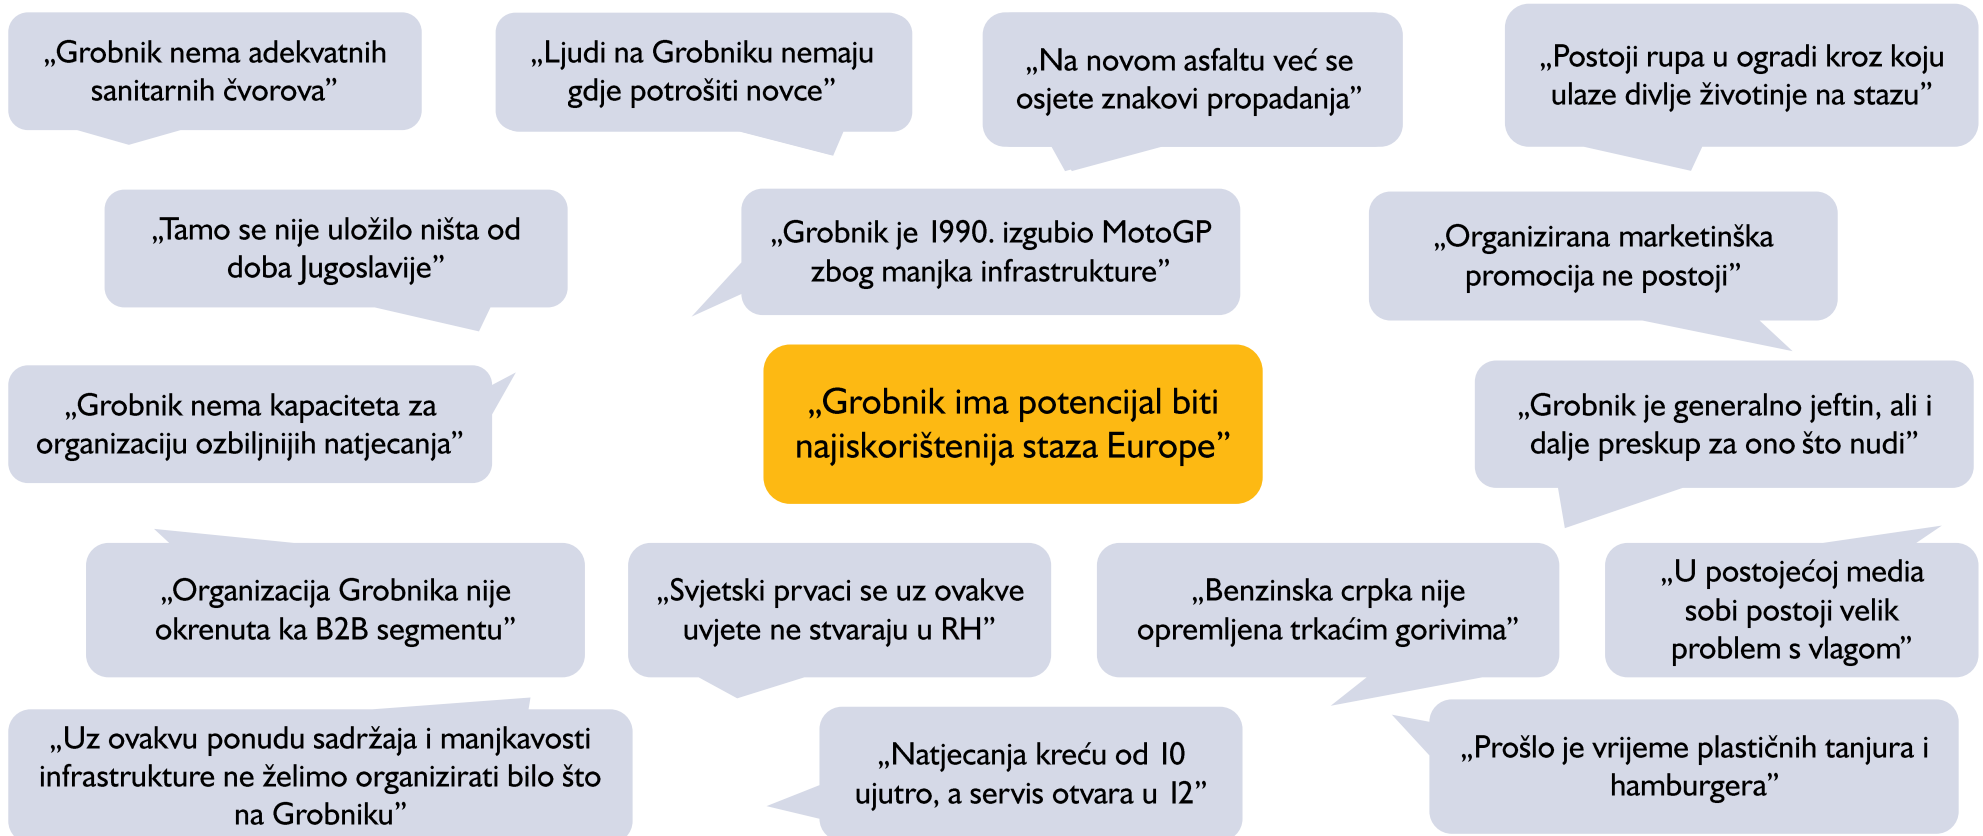 „Grobnik nema adekvatnih
sanitarnih čvorova”
„Ljudi na Grobniku nemaju
gdje potrošiti novce”
„Na novom asfaltu već se
osjete znakovi propadanja”
„Postoji rupa u ogradi kroz koju
ulaze divlje životinje na stazu”
„Tamo se nije uložilo ništa od
doba Jugoslavije”
„Grobnik je 1990. izgubio MotoGP
zbog manjka infrastrukture”
„Organizirana marketinška
promocija ne postoji”
„Grobnik nema kapaciteta za
organizaciju ozbiljnijih natjecanja”
„Grobnik ima potencijal biti
najiskorištenija staza Europe”
„Grobnik je generalno jeftin, ali i
dalje preskup za ono što nudi”
„Organizacija Grobnika nije
okrenuta ka B2B segmentu”
„Svjetski prvaci se uz ovakve
uvjete ne stvaraju u RH”
„Benzinska crpka nije
opremljena trkaćim gorivima”
„U postojećoj media
sobi postoji velik
problem s vlagom”
„Uz ovakvu ponudu sadržaja i manjkavosti
infrastrukture ne želimo organizirati bilo što
na Grobniku”
„Natjecanja kreću od 10
ujutro, a servis otvara u 12”
„Prošlo je vrijeme plastičnih tanjura i
hamburgera”